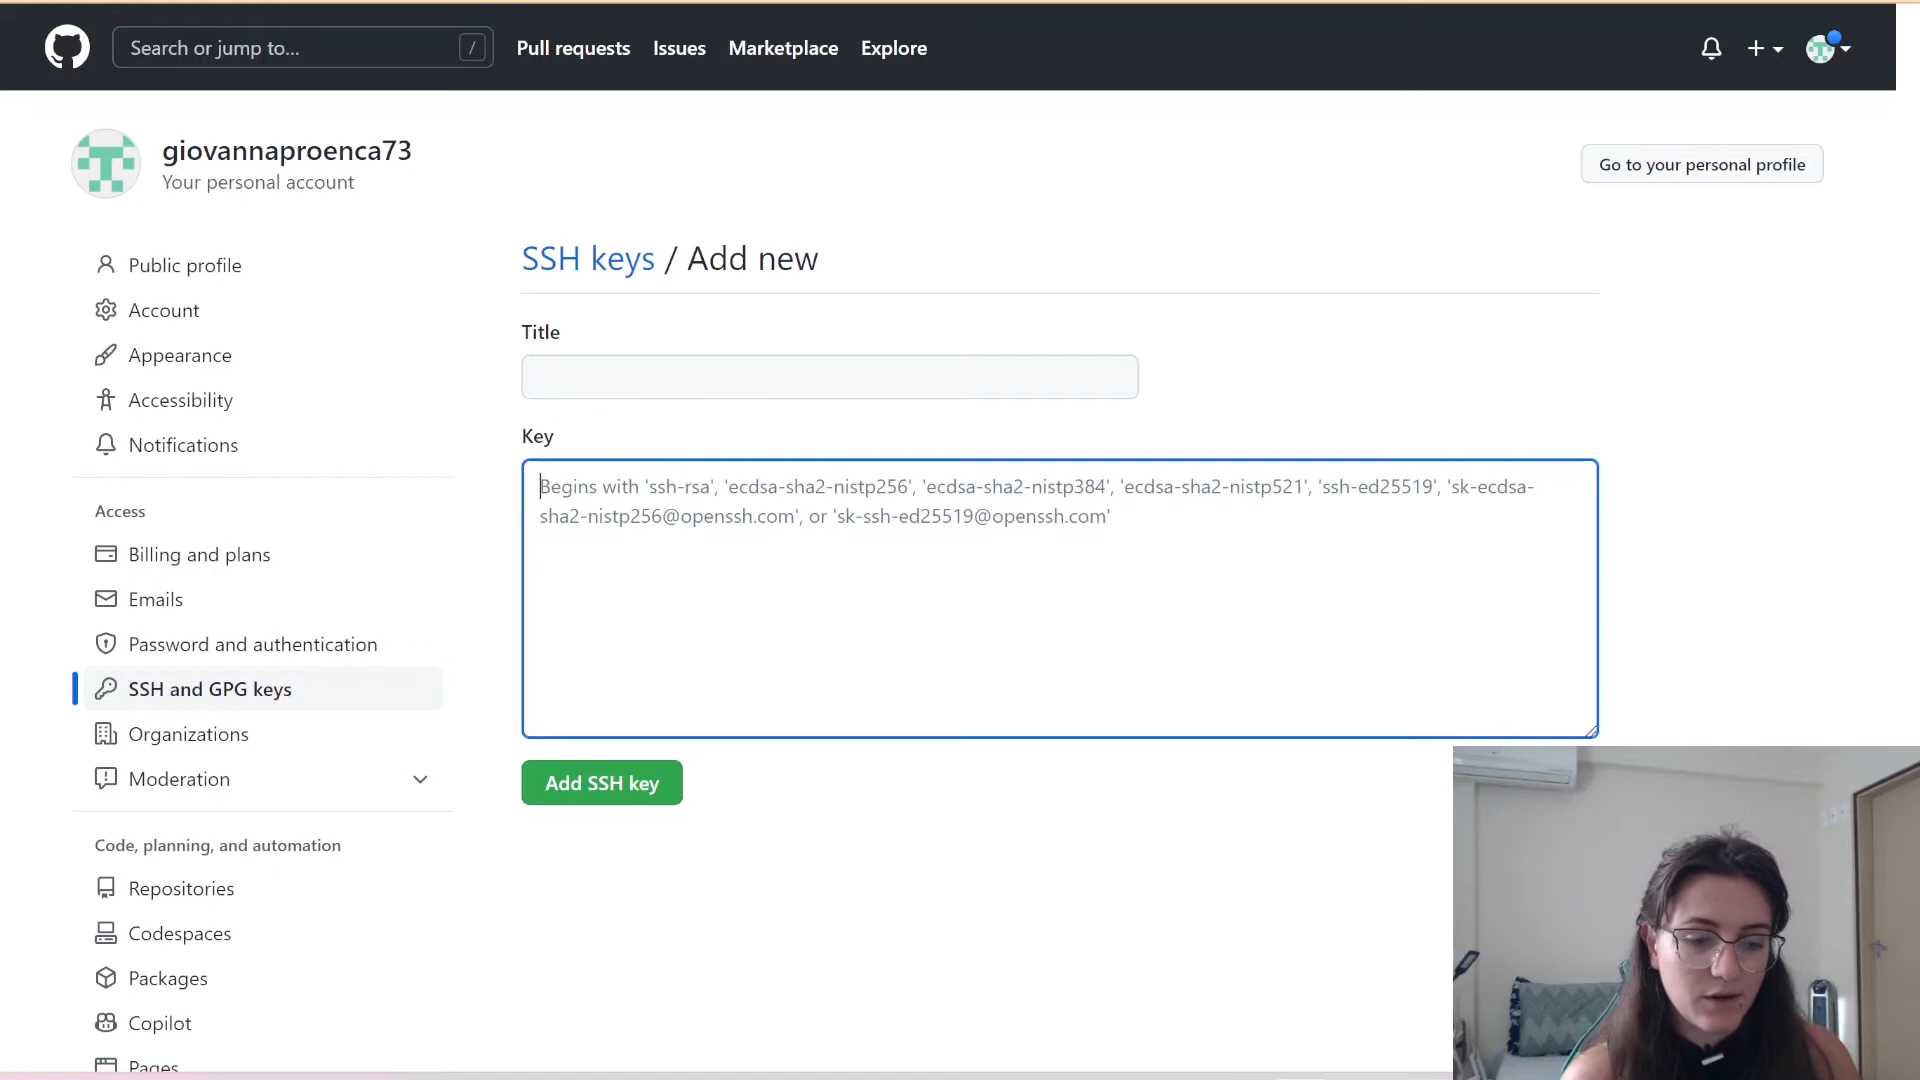 Search or jump to...
/
Pull requests
Issues
Marketplace
Explore
giovannaproenca73
Your personal account
Go to your personal profile
Public profile
Account
Appearance
Accessibility
Notifications
Access
Billing and plans
Emails
Password and authentication
SSH and GPG keys
Organizations
Moderation
Code, planning, and automation
Repositories
Codespaces
Packages
Copilot
Pages
SSH keys / Add new
Title
Key
Begins with 'ssh-rsa', 'ecdsa-sha2-nistp256', 'ecdsa-sha2-nistp384', 'ecdsa-sha2-nistp521', 'ssh-ed25519', 'sk-ecdsa-
sha2-nistp256@openssh.com', or 'sk-ssh-ed25519@openssh.com'
Add SSH key